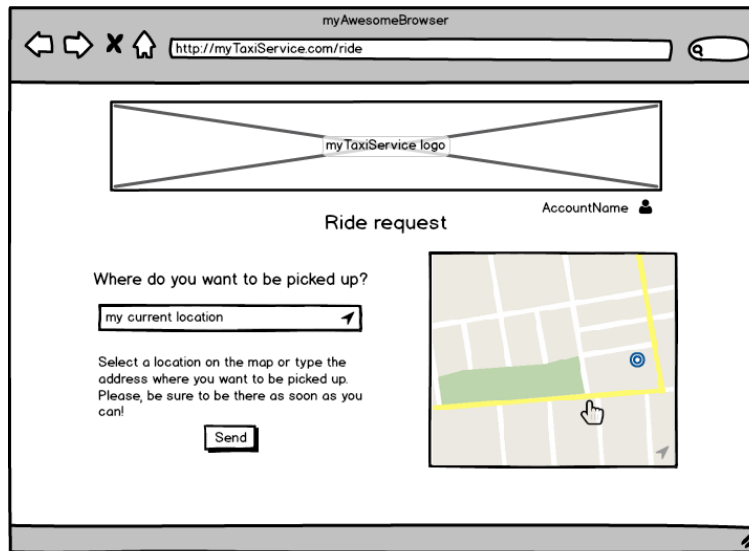 myAwesomeBrowser
http://myTaxiService.com/ride
myTaxiService logo
AccountName
Ride request
Where do you want to be picked up?
my current location
Select a location on the map or type the
address where you want to be picked up.
Please, be sure to be there as soon as you
can!
Send